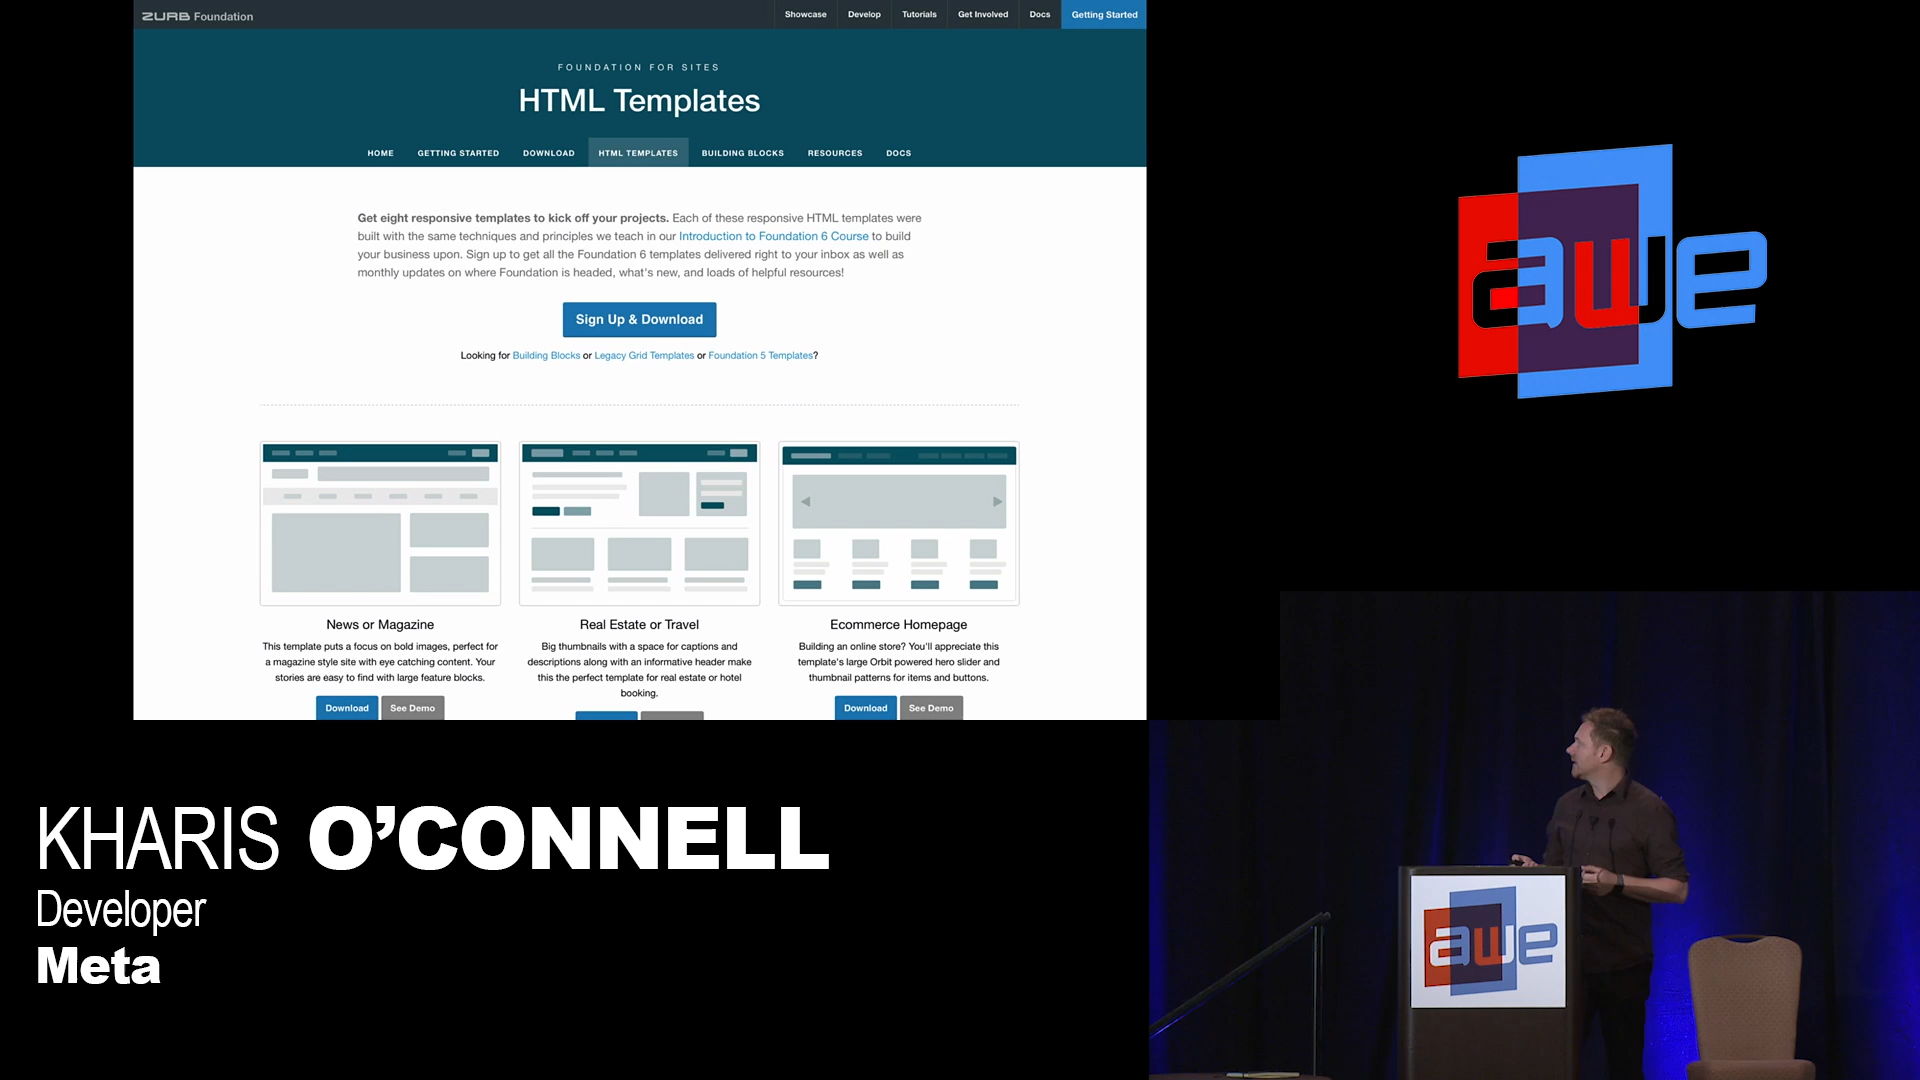 ZURB Foundation
Showcase Develop Tutorials Get Involved Docs Getting Started
FOUNDATION FOR SITES
HTML Templates
HOME GETTING STARTED DOWNLOAD HTML TEMPLATES BUILDING BLOCKS RESOURCES DOCS
Get eight responsive templates to kick off your projects. Each of these responsive HTML templates were
built with the same techniques and principles we teach in our Introduction to Foundation 6 Course to build
your business upon. Sign up to get all the Foundation 6 templates delivered right to your inbox as well as
monthly updates on where Foundation is headed, what's new, and loads of helpful resources!
Sign Up & Download
Looking for Building Blocks or Legacy Grid Templates or Foundation 5 Templates?
News or Magazine
This template puts a focus on bold images, perfect for
a magazine style site with eye catching content. Your
stories are easy to find with large feature blocks.
Download See Demo
Real Estate or Travel
Big thumbnails with a space for captions and
descriptions along with an informative header make
this the perfect template for real estate or hotel
booking.
Ecommerce Homepage
Building an online store? You'll appreciate this
template's large Orbit powered hero slider and
thumbnail patterns for items and buttons.
Download See Demo
awe
KHARIS O'CONNELL
Developer
Meta
awe